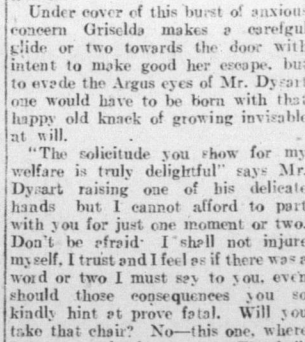 Under cover of this burst of anxious
concern Griselda makes a carefgul
glide or two towards the door with
intent to make good her escape, but
to evade the Argus eyes of Mr. Dysart
one would have to be born with that
happy old knack of growing invisable
at will.
"The solicitude you show for my
welfare is truly delightful" says Mr.
Dysart raising one of his delicate
hands but I cannot afford to part
with you for just one moment or two.
Don't be afraid· I shall not injure
myself, I trust and I feel as if there was a
word or two I must say to you, even
should those consequences you so
kindly hint at prove fatal. Will you
take that chair? No—this one, where